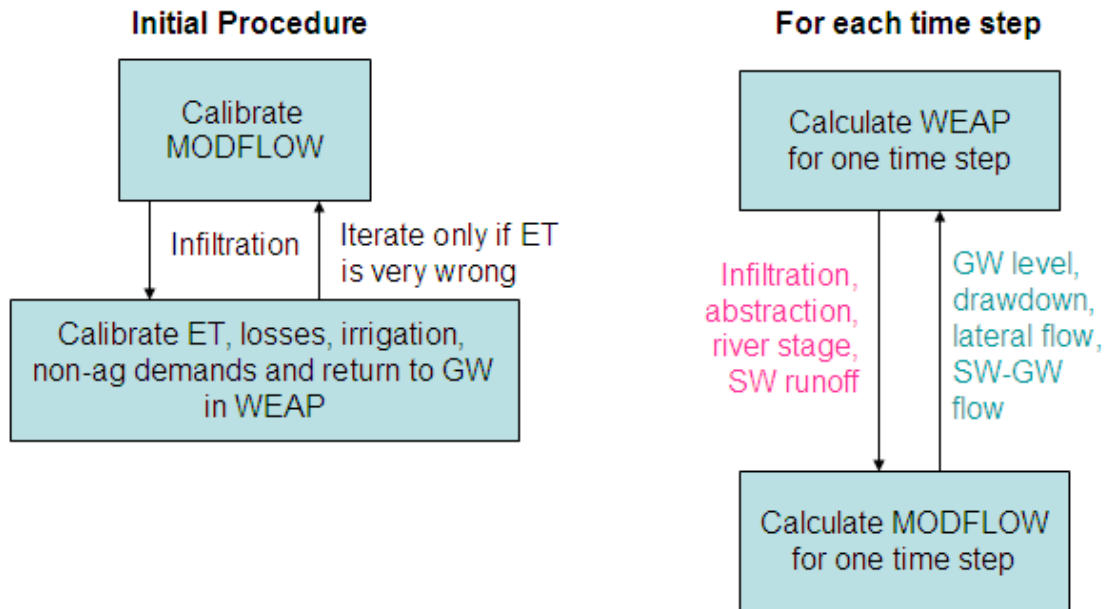 Initial Procedure
Calibrate
MODFLOW
Infiltration
Iterate only if ET
is very wrong
Calibrate ET, losses, irrigation,
non-ag demands and return to GW
in WEAP
For each time step
Calculate WEAP
for one time step
Infiltration,
abstraction,
river stage,
SW runoff
GW level,
drawdown,
lateral flow,
SW-GW
flow
Calculate MODFLOW
for one time step